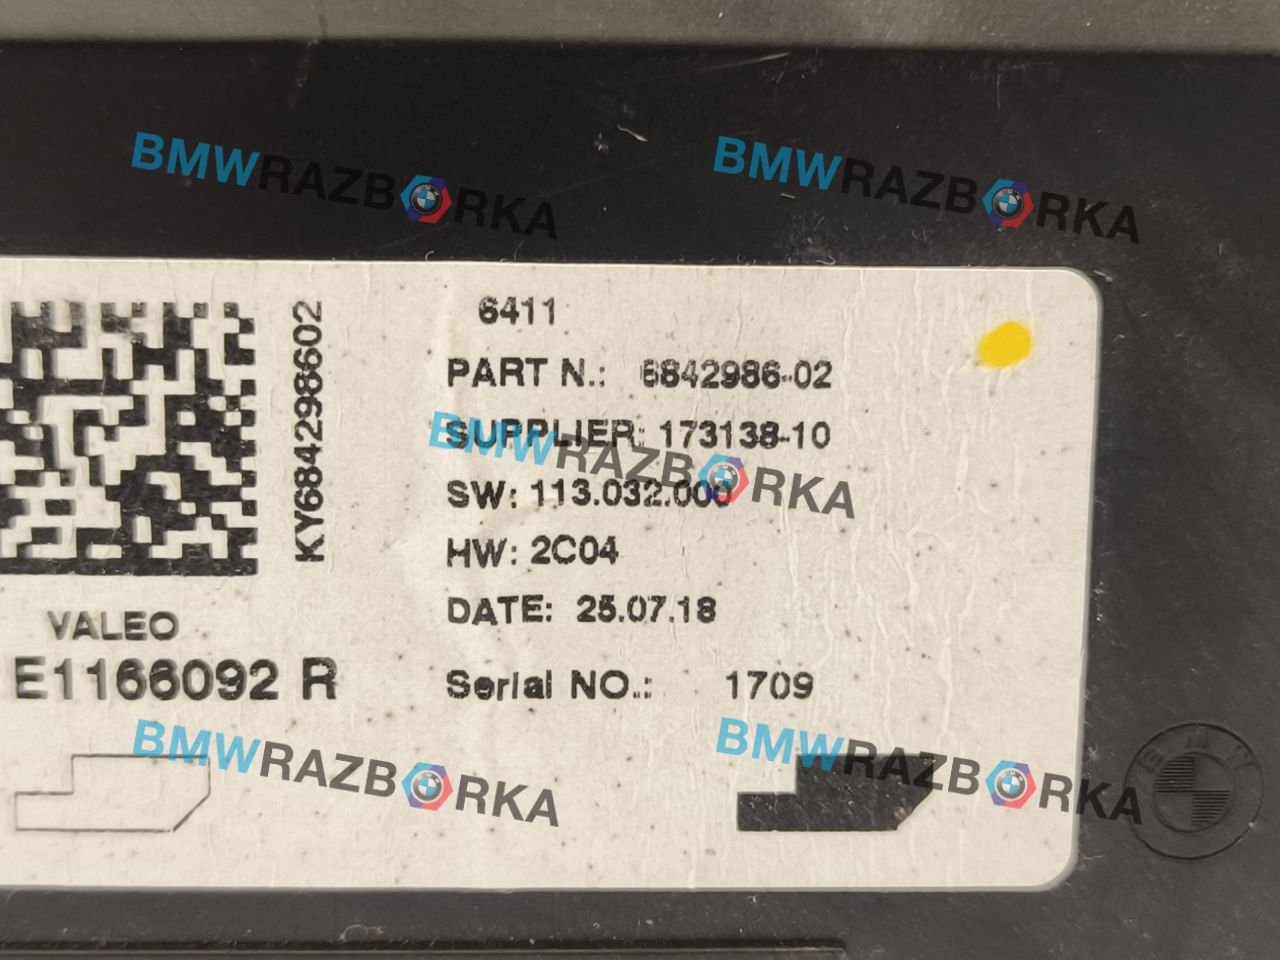 BMWRAZBORKA
BMWRAZBORKA
6411
KY684298602
PART N.: 6842986-02
SUPPLIER: 173138-10
BMWRAZBORKA
SW: 113.032.000
HW: 2C04
DATE: 25.07.18
VALEO
E1166092 R
Serial NO.: 1709
BMWRAZBORKA
BMWRAZBORKA
BMW